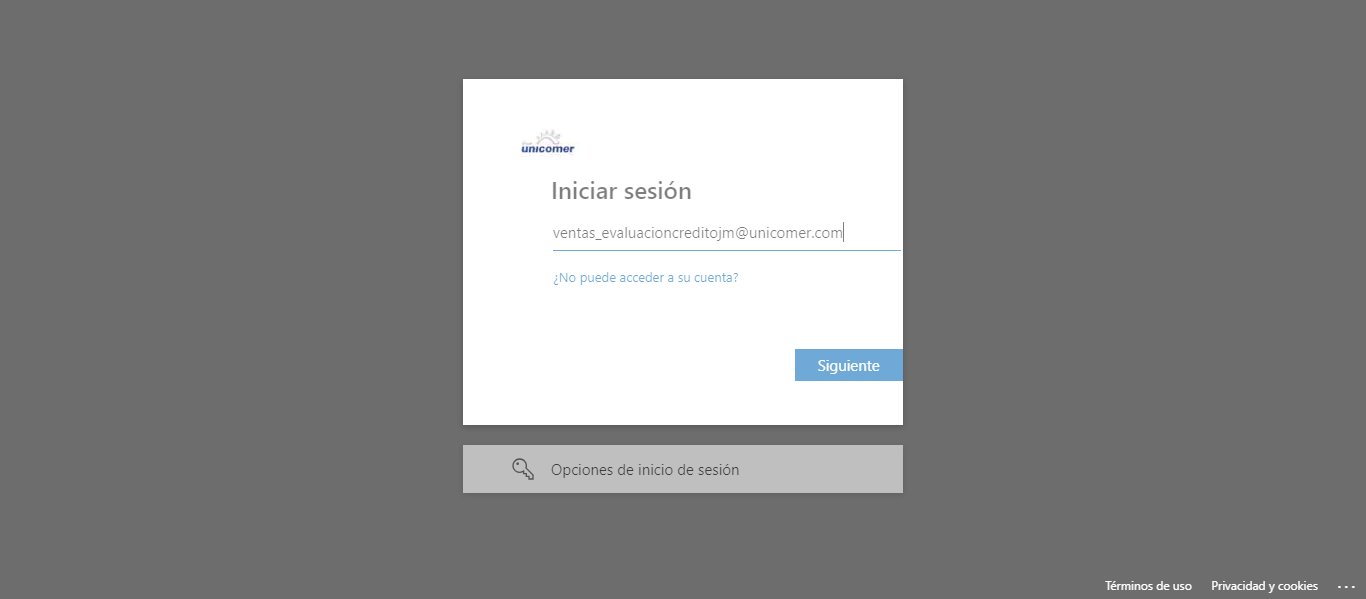 unicomer
Iniciar sesión
ventas_evaluacioncreditojm@unicomer.com
¿No puede acceder a su cuenta?
Siguiente
Opciones de inicio de sesión
Términos de uso Privacidad y cookies ...